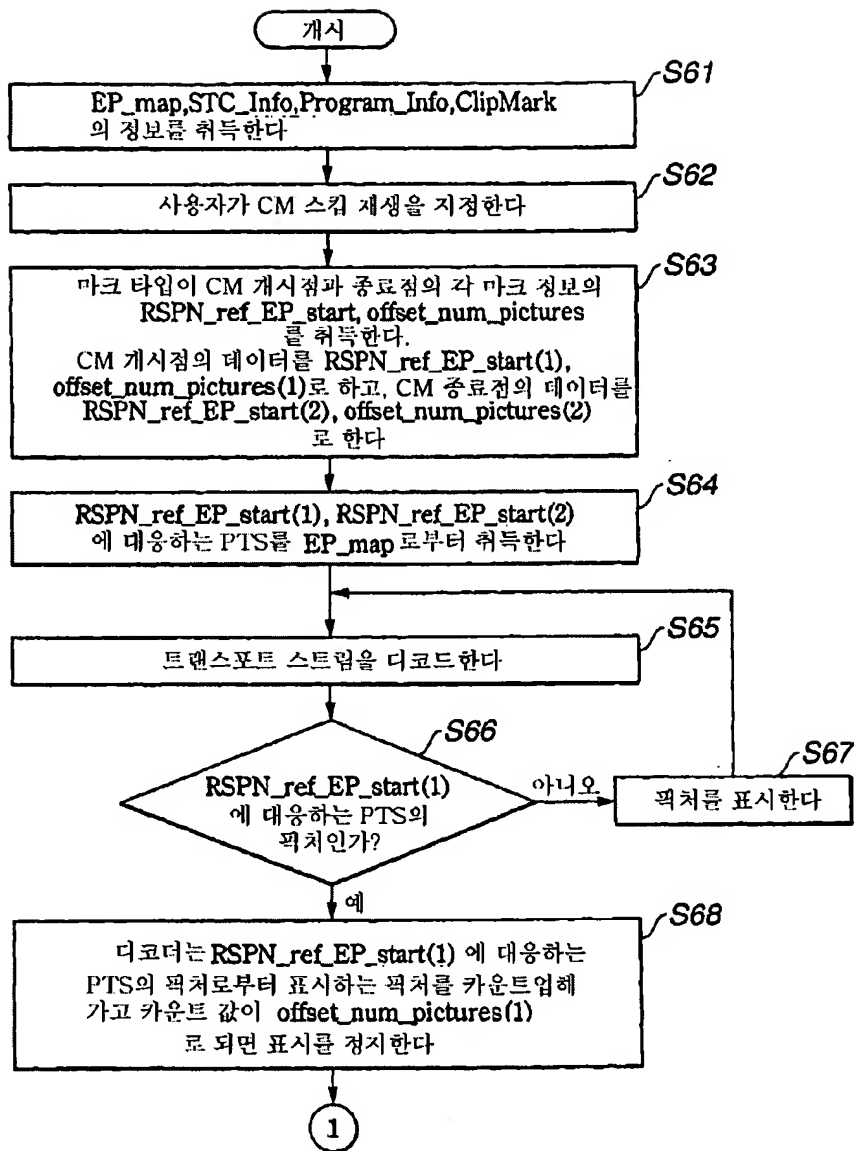 개시
S61
EP_map,STC_Info,Program_Info,ClipMark
의 정보를 취득한다
S62
사용자가 CM 스킵 재생을 지정한다
S63
마크 타입이 CM 개시점과 종료점의 각 마크 정보의
RSPN_ref_EP_start, offset_num_pictures
를 취득한다.
CM 개시점의 데이터를 RSPN_ref_EP_start(1),
offset_num_pictures(1)로 하고, CM 종료점의 데이터를
RSPN_ref_EP_start(2), offset_num_pictures(2)
로 한다
S64
RSPN_ref_EP_start(1), RSPN_ref_EP_start(2)
에 대응하는 PTS를 EP_map로부터 취득한다
S65
트랜스포트 스트림을 디코드한다
S66
RSPN_ref_EP_start(1)
에 대응하는 PTS의
픽처인가?
아니오
S67
픽처를 표시한다
예
S68
디코더는 RSPN_ref_EP_start(1) 에 대응하는
PTS의 픽처로부터 표시하는 픽처를 카운트업해
가고 카운트 값이 offset_num_pictures(1)
로 되면 표시를 정지한다
1